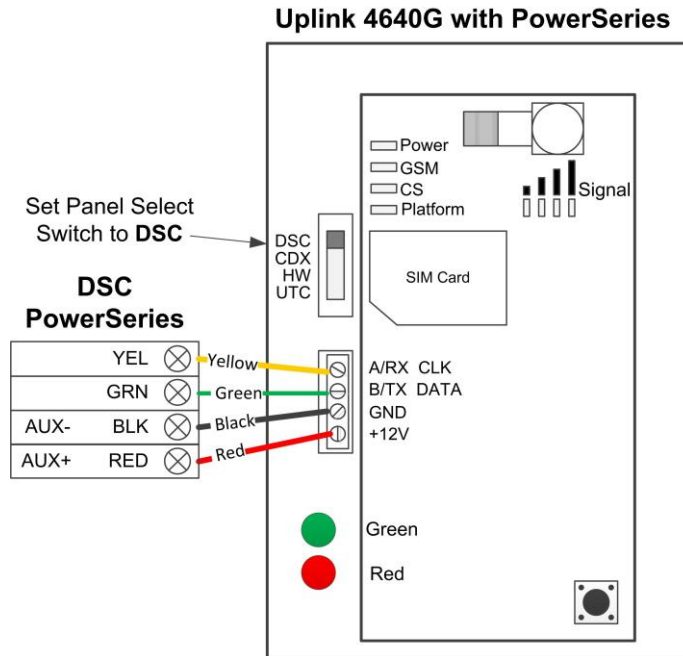 Uplink 4640G with PowerSeries
Power
GSM
CS
Platform
Signal
Set Panel Select
Switch to DSC
DSC
CDX
HW
UTC
SIM Card
DSC
PowerSeries
YEL
GRN
AUX- BLK
AUX+ RED
Yellow
Green
Black
Red
A/RX CLK
B/TX DATA
GND
+12V
Green
Red